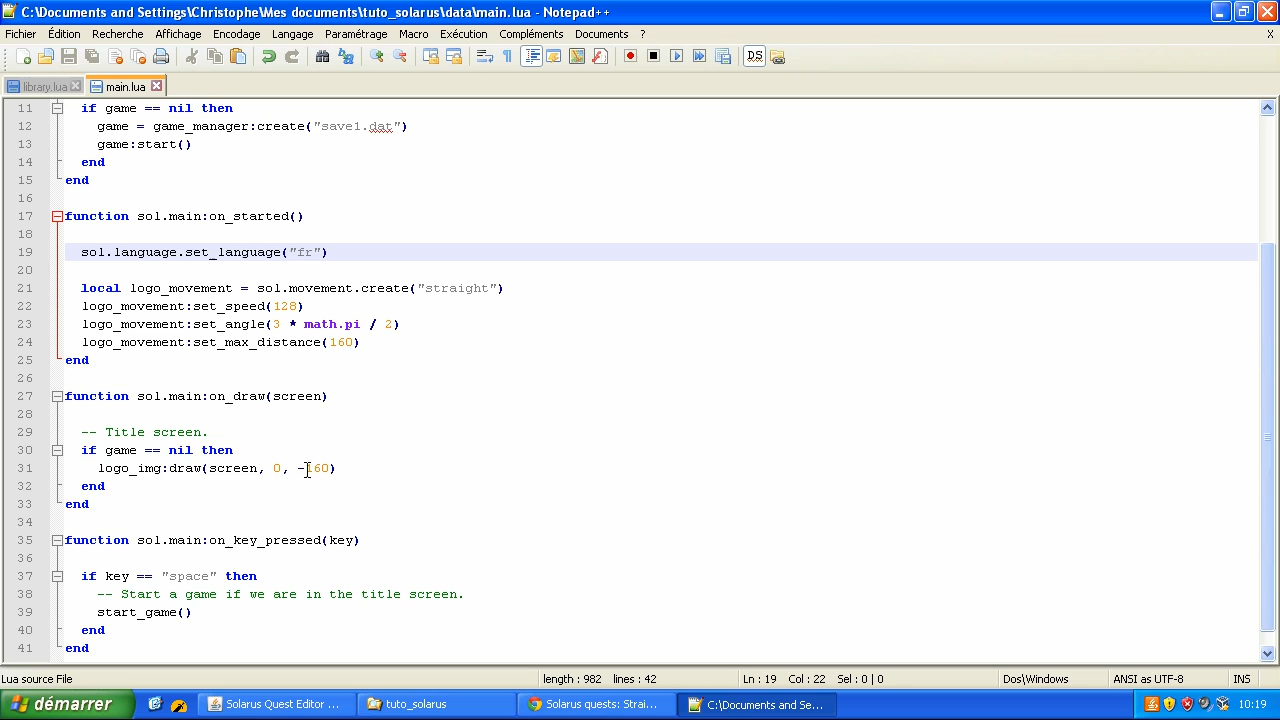 C:\Documents and Settings\Christophe\Mes documents\tuto_solarus\data\main.lua - Notepad++
Fichier Édition Recherche Affichage Encodage Langage Paramétrage Macro Exécution Compléments Documents ? X
library.lua main.lua
11 if game == nil then
12 game = game_manager:create("save1.dat")
13 game:start()
14 end
15 end
16
17 function sol.main:on_started()
18
19 sol.language.set_language("fr")
20
21 local logo_movement = sol.movement.create("straight")
22 logo_movement:set_speed(128)
23 logo_movement:set_angle(3 * math.pi / 2)
24 logo_movement:set_max_distance(160)
25 end
26
27 function sol.main:on_draw(screen)
28
29 -- Title screen.
30 if game == nil then
31 logo_img:draw(screen, 0, -160)
32 end
33 end
34
35 function sol.main:on_key_pressed(key)
36
37 if key == "space" then
38 -- Start a game if we are in the title screen.
39 start_game()
40 end
41 end
Lua source File length : 982 lines : 42 Ln : 19 Col : 22 Sel : 0 | 0 Dos\Windows ANSI as UTF-8 INS
démarrer Solarus Quest Editor ... tuto_solarus Solarus quests: Strai... C:\Documents and Se... 10:19